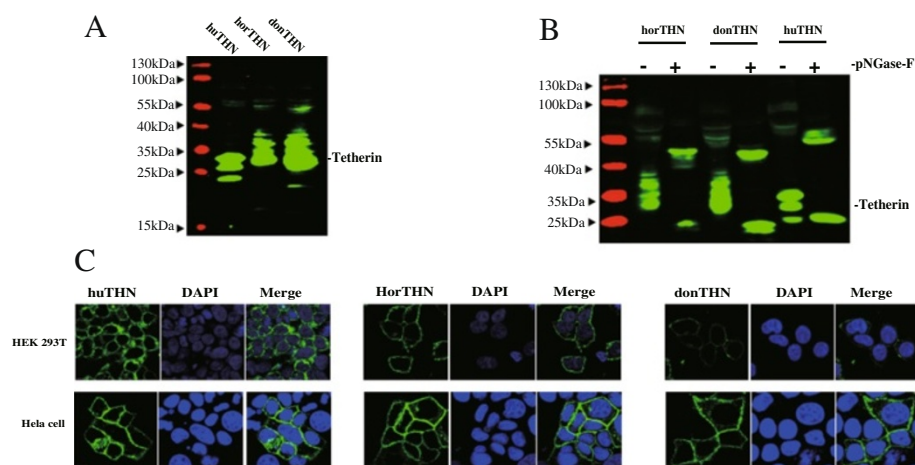 A
huTHN
horTHN
donTHN
130kDa
100kDa
55kDa
40kDa
35kDa
25kDa
15kDa
-Tetherin
B
horTHN donTHN huTHN
- + - + - + -pNGase-F
130kDa
100kDa
55kDa
40kDa
35kDa
25kDa
-Tetherin
C
huTHN DAPI Merge HorTHN DAPI Merge donTHN DAPI Merge
HEK 293T
Hela cell